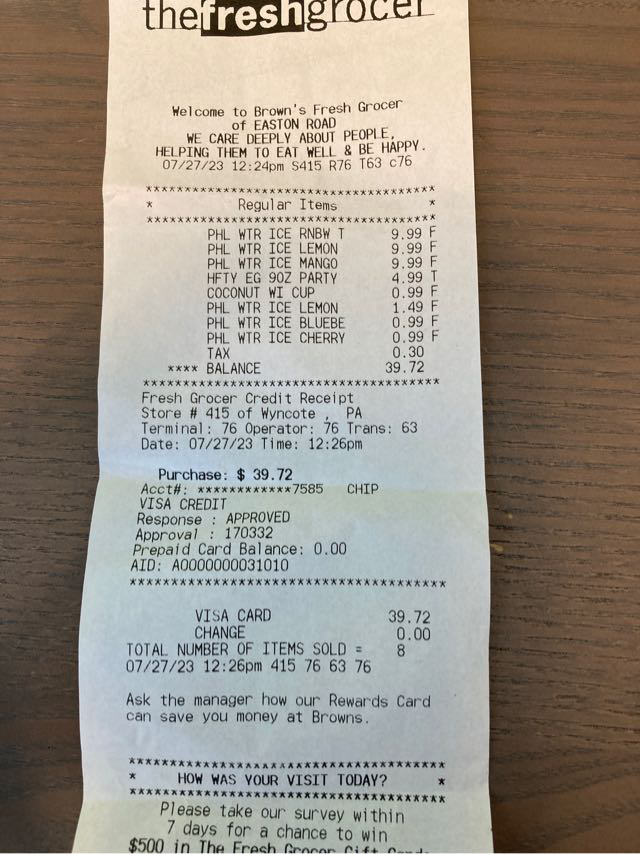 thefreshgrocer
Welcome to Brown's Fresh Grocer
of EASTON ROAD
WE CARE DEEPLY ABOUT PEOPLE,
HELPING THEM TO EAT WELL & BE HAPPY.
07/27/23 12:24pm S415 R76 T63 c76
************************************
* Regular Items *
************************************
PHL WTR ICE RNBW T 9.99 F
PHL WTR ICE LEMON 9.99 F
PHL WTR ICE MANGO 9.99 F
HFTY EG 9OZ PARTY 4.99 T
COCONUT WI CUP 0.99 F
PHL WTR ICE LEMON 1.49 F
PHL WTR ICE BLUEBE 0.99 F
PHL WTR ICE CHERRY 0.99 F
TAX 0.30
**** BALANCE 39.72
*************************************
Fresh Grocer Credit Receipt
Store # 415 of Wyncote , PA
Terminal: 76 Operator: 76 Trans: 63
Date: 07/27/23 Time: 12:26pm
Purchase: $ 39.72
Acct#: ************7585 CHIP
VISA CREDIT
Response : APPROVED
Approval : 170332
Prepaid Card Balance: 0.00
AID: A0000000031010
**************************************
VISA CARD 39.72
CHANGE 0.00
TOTAL NUMBER OF ITEMS SOLD = 8
07/27/23 12:26pm 415 76 63 76
Ask the manager how our Rewards Card
can save you money at Browns.
**************************************
* HOW WAS YOUR VISIT TODAY? *
**************************************
Please take our survey within
7 days for a chance to win
$500 in The Fresh Grocer Gift Cards